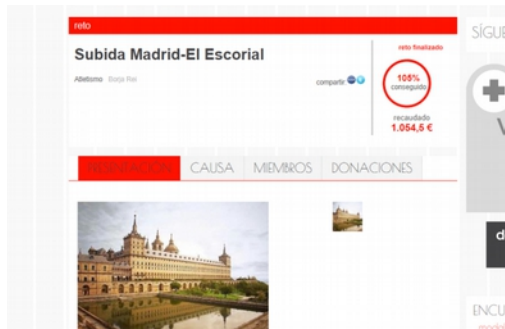 reto
Subida Madrid-El Escorial
Atletismo Borja Rei
compartir:
reto finalizado
105%
conseguido
recaudado
1.054,5 €
PRESENTACIÓN CAUSA MIEMBROS DONACIONES
SÍGUE
V
d
ENCU